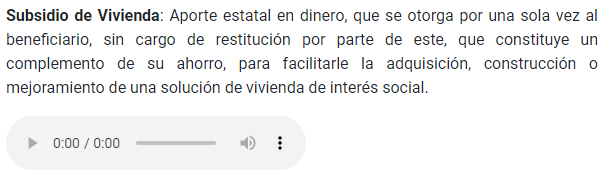 Subsidio de Vivienda: Aporte estatal en dinero, que se otorga por una sola vez al
beneficiario, sin cargo de restitución por parte de este, que constituye un
complemento de su ahorro, para facilitarle la adquisición, construcción o
mejoramiento de una solución de vivienda de interés social.
0:00 / 0:00